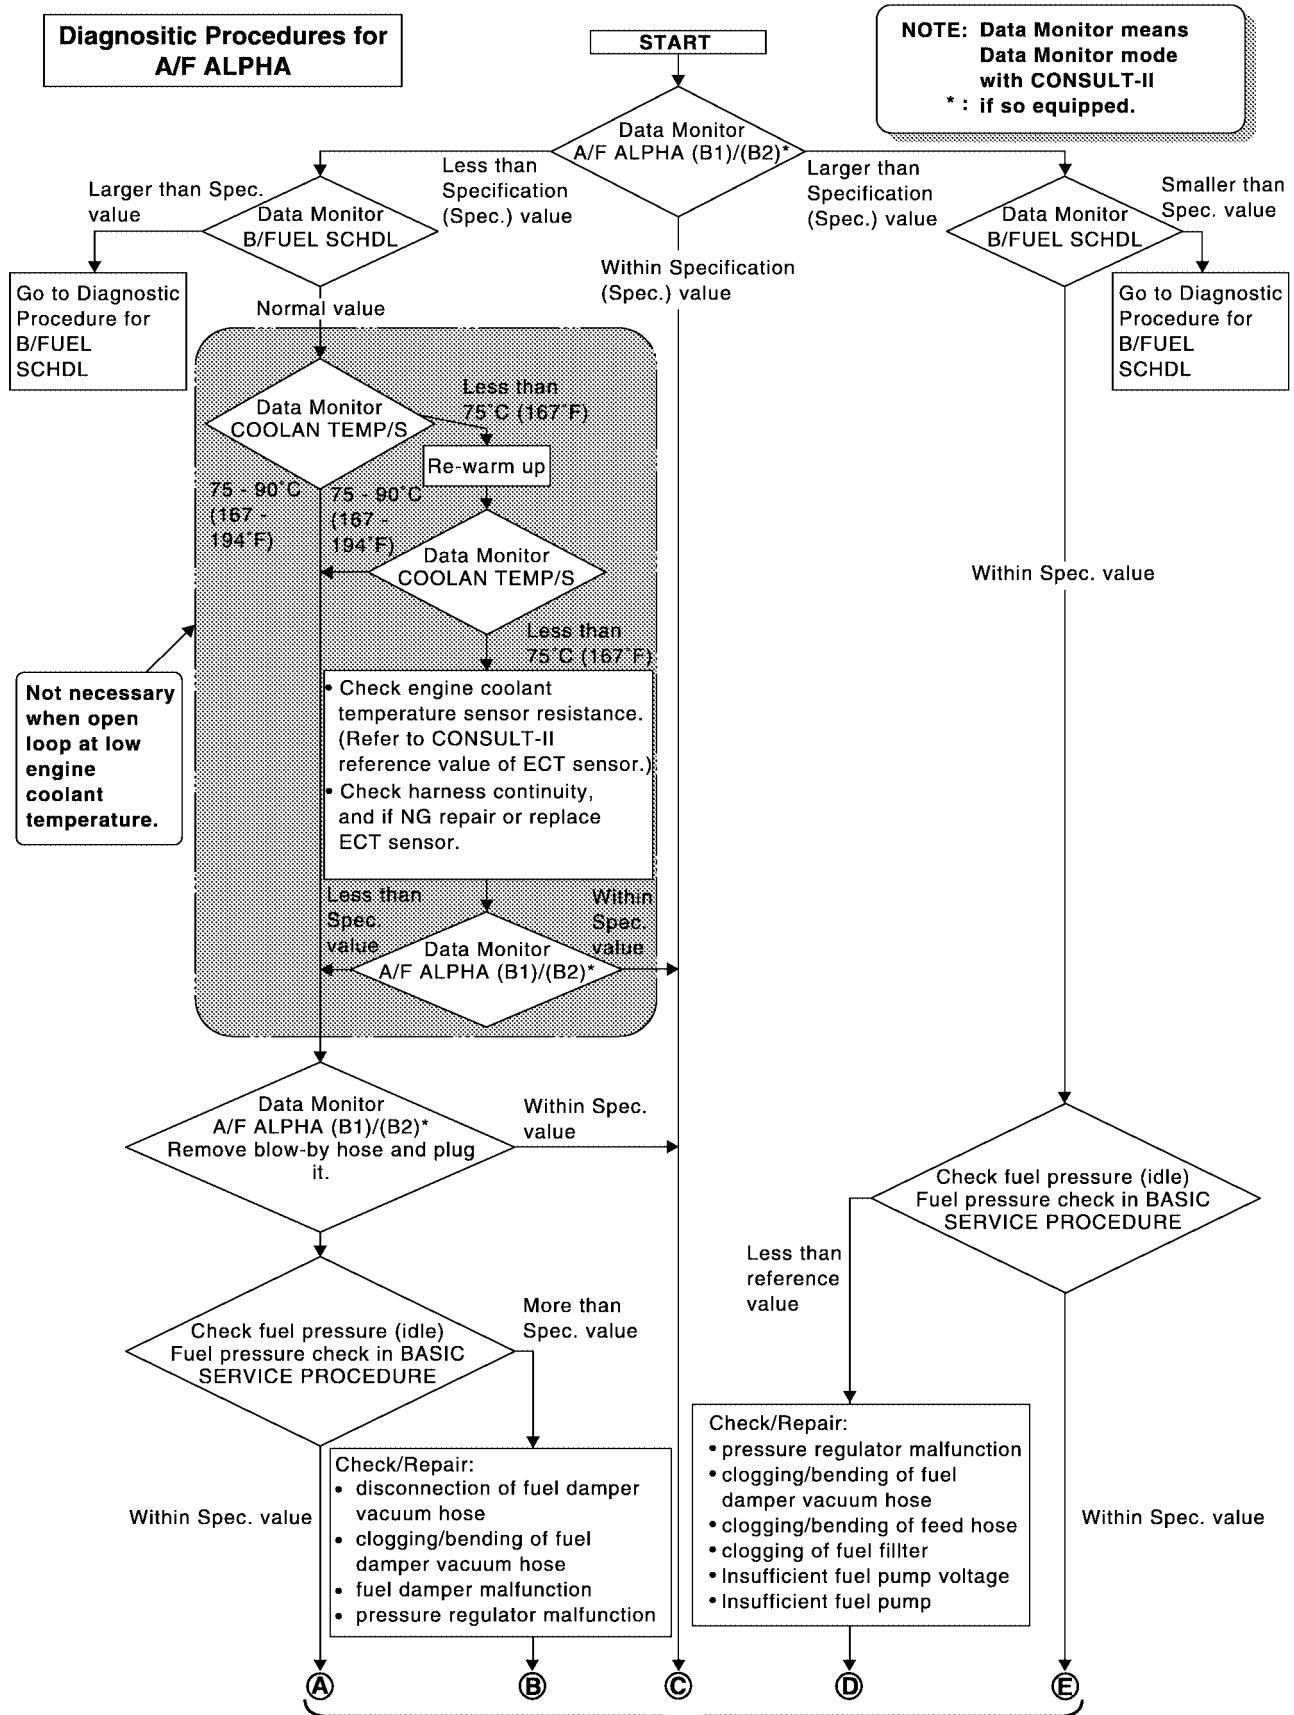 Diagnositic Procedures for
A/F ALPHA
START
NOTE: Data Monitor means
Data Monitor mode
with CONSULT-II
* : if so equipped.
Data Monitor
A/F ALPHA (B1)/(B2)*
Less than
Specification
(Spec.) value
Larger than
Specification
(Spec.) value
Larger than Spec.
value
Data Monitor
B/FUEL SCHDL
Smaller than
Spec. value
Data Monitor
B/FUEL SCHDL
Within Specification
(Spec.) value
Go to Diagnostic
Procedure for
B/FUEL
SCHDL
Normal value
Go to Diagnostic
Procedure for
B/FUEL
SCHDL
Data Monitor
COOLAN TEMP/S
Less than
75˚C (167˚F)
Re-warm up
75 - 90˚C
(167 -
194˚F)
75 - 90˚C
(167 -
194˚F)
Data Monitor
COOLAN TEMP/S
Within Spec. value
Less than
75˚C (167˚F)
Not necessary
when open
loop at low
engine
coolant
temperature.
• Check engine coolant
temperature sensor resistance.
(Refer to CONSULT-II
reference value of ECT sensor.)
• Check harness continuity,
and if NG repair or replace
ECT sensor.
Less than
Spec.
value
Within
Spec.
value
Data Monitor
A/F ALPHA (B1)/(B2)*
Data Monitor
A/F ALPHA (B1)/(B2)*
Remove blow-by hose and plug
it.
Within Spec.
value
Check fuel pressure (idle)
Fuel pressure check in BASIC
SERVICE PROCEDURE
Less than
reference
value
More than
Spec. value
Check fuel pressure (idle)
Fuel pressure check in BASIC
SERVICE PROCEDURE
Within Spec. value
Check/Repair:
• disconnection of fuel damper
vacuum hose
• clogging/bending of fuel
damper vacuum hose
• fuel damper malfunction
• pressure regulator malfunction
Check/Repair:
• pressure regulator malfunction
• clogging/bending of fuel
damper vacuum hose
• clogging/bending of feed hose
• clogging of fuel fillter
• Insufficient fuel pump voltage
• Insufficient fuel pump
Within Spec. value
A
B
C
D
E